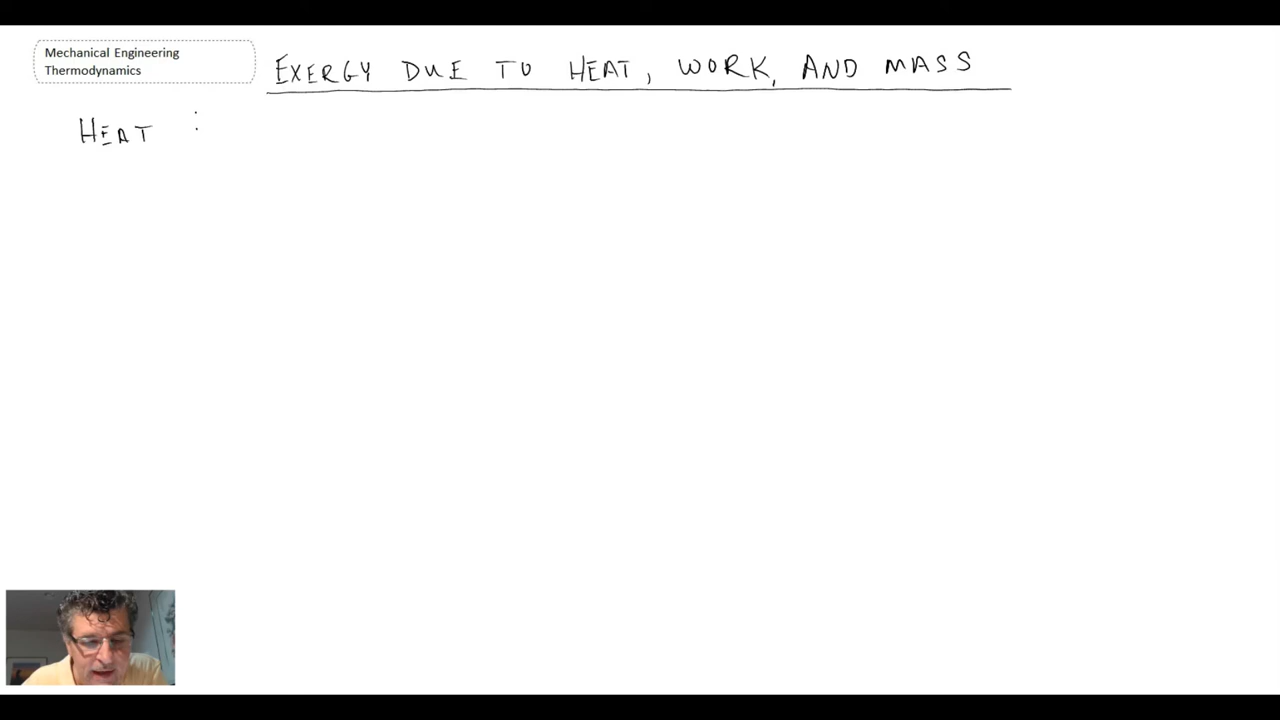 Mechanical Engineering
Thermodynamics
EXERGY DUE TO HEAT, WORK, AND MASS
HEAT :